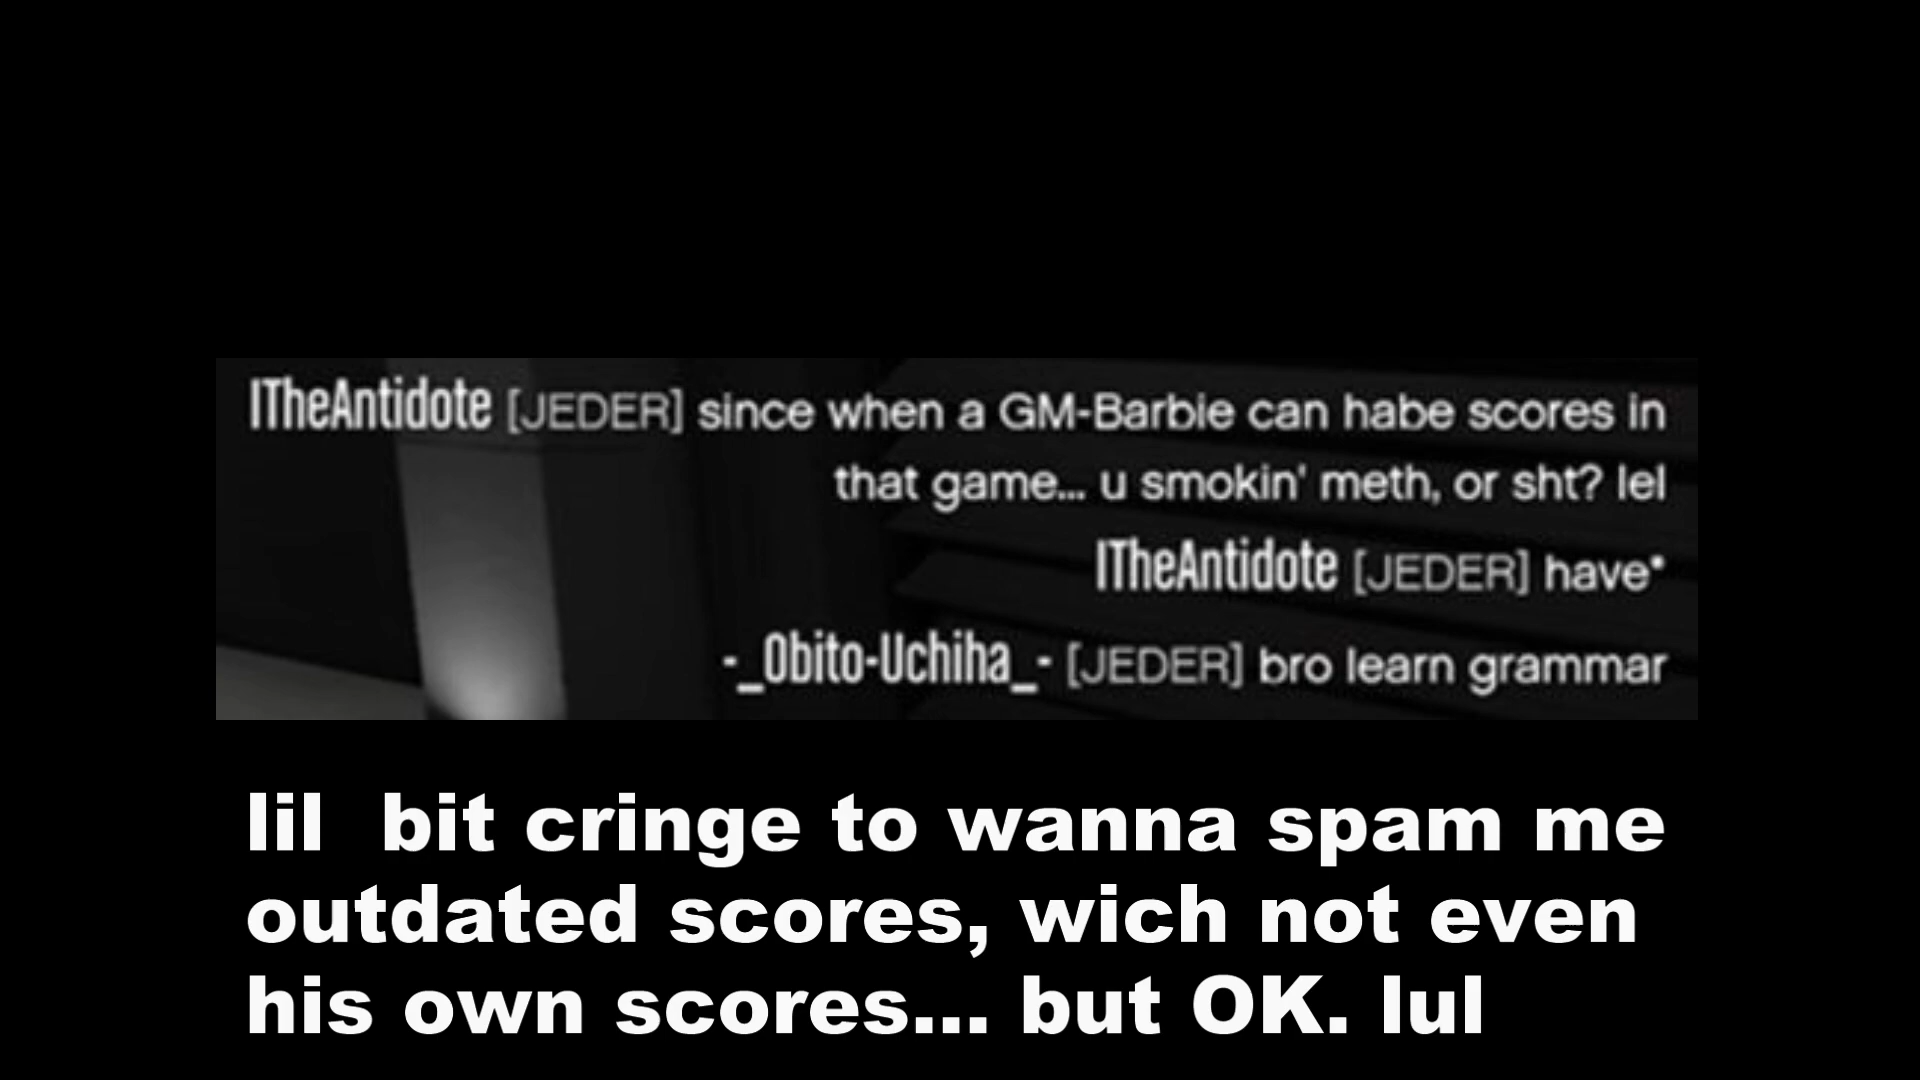 ITheAntidote [JEDER] since when a GM-Barbie can habe scores in
that game... u smokin' meth, or sht? lel
ITheAntidote [JEDER] have*
-_Obito-Uchiha_- [JEDER] bro learn grammar
lil  bit cringe to wanna spam me
outdated scores, wich not even
his own scores... but OK. lul